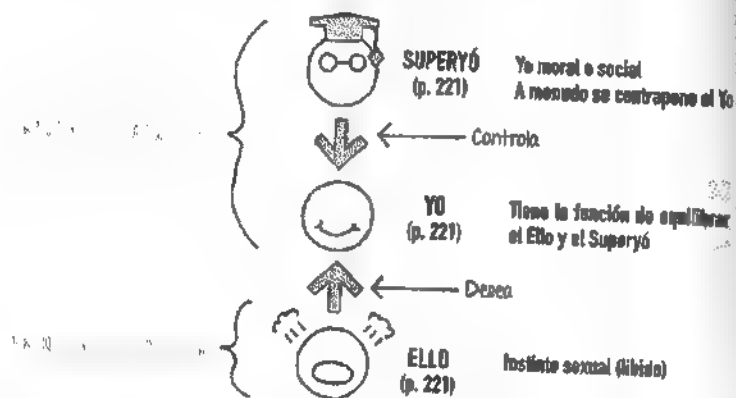 SUPERYÓ
(p. 221)
Yo moral o social
A menudo se contrapone al Yo
Controla
YO
(p. 221)
Tiene la función de equilibrar
el Ello y el Superyó
Desea
ELLO
(p. 221)
Instinto sexual (libido)